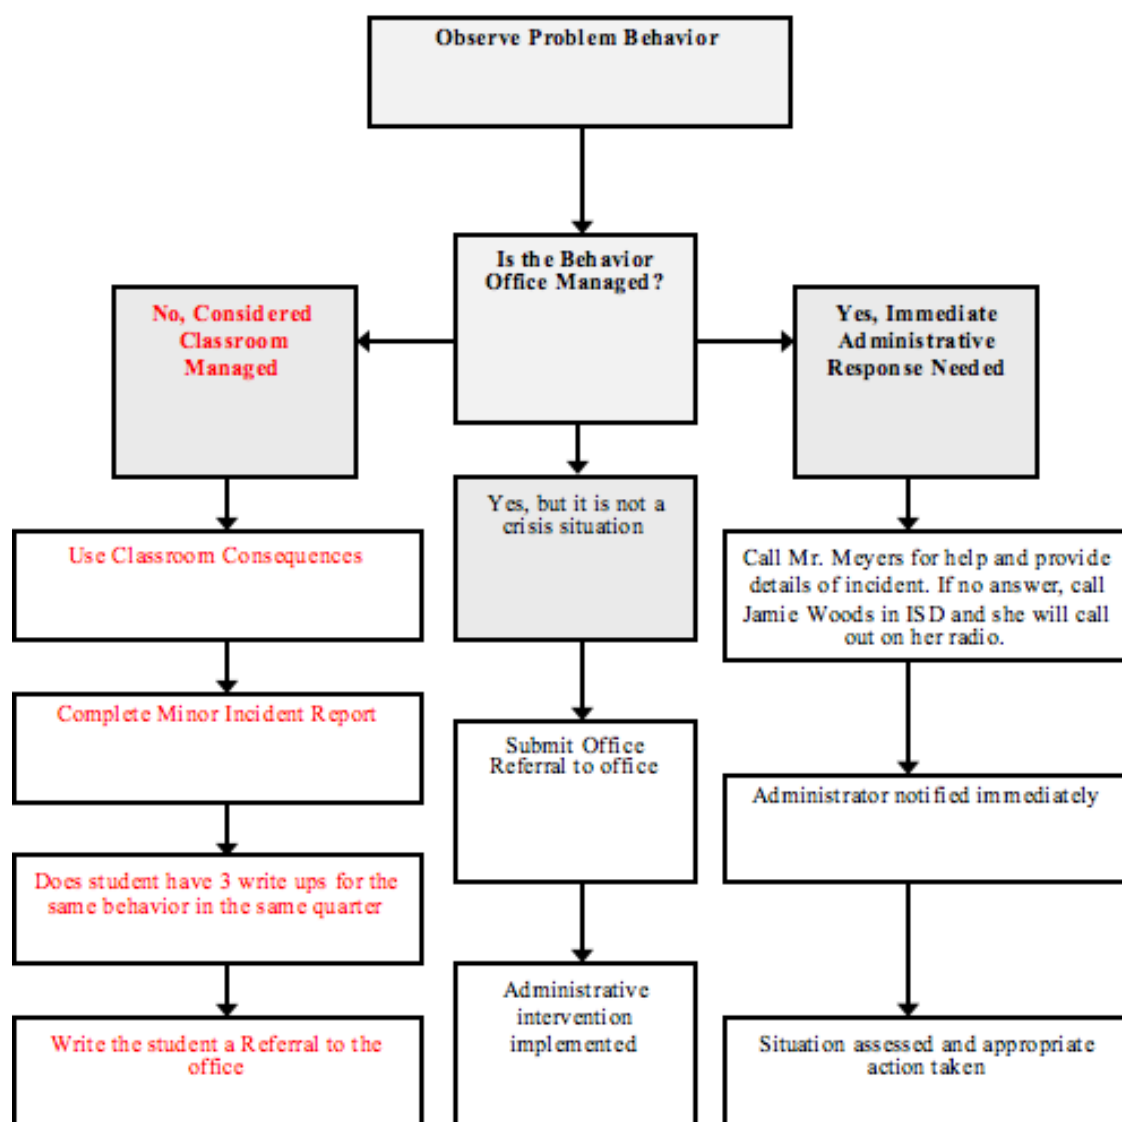 Observe Problem Behavior
Is the Behavior
Office Managed?
No, Considered
Classroom
Managed
Yes, Immediate
Administrative
Response Needed
Use Classroom Consequences
Yes, but it is not a
crisis situation
Call Mr. Meyers for help and provide
details of incident. If no answer, call
Jamie Woods in ISD and she will call
out on her radio.
Complete Minor Incident Report
Submit Office
Referral to office
Administrator notified immediately
Does student have 3 write ups for the
same behavior in the same quarter
Administrative
intervention
implemented
Write the student a Referral to the
office
Situation assessed and appropriate
action taken